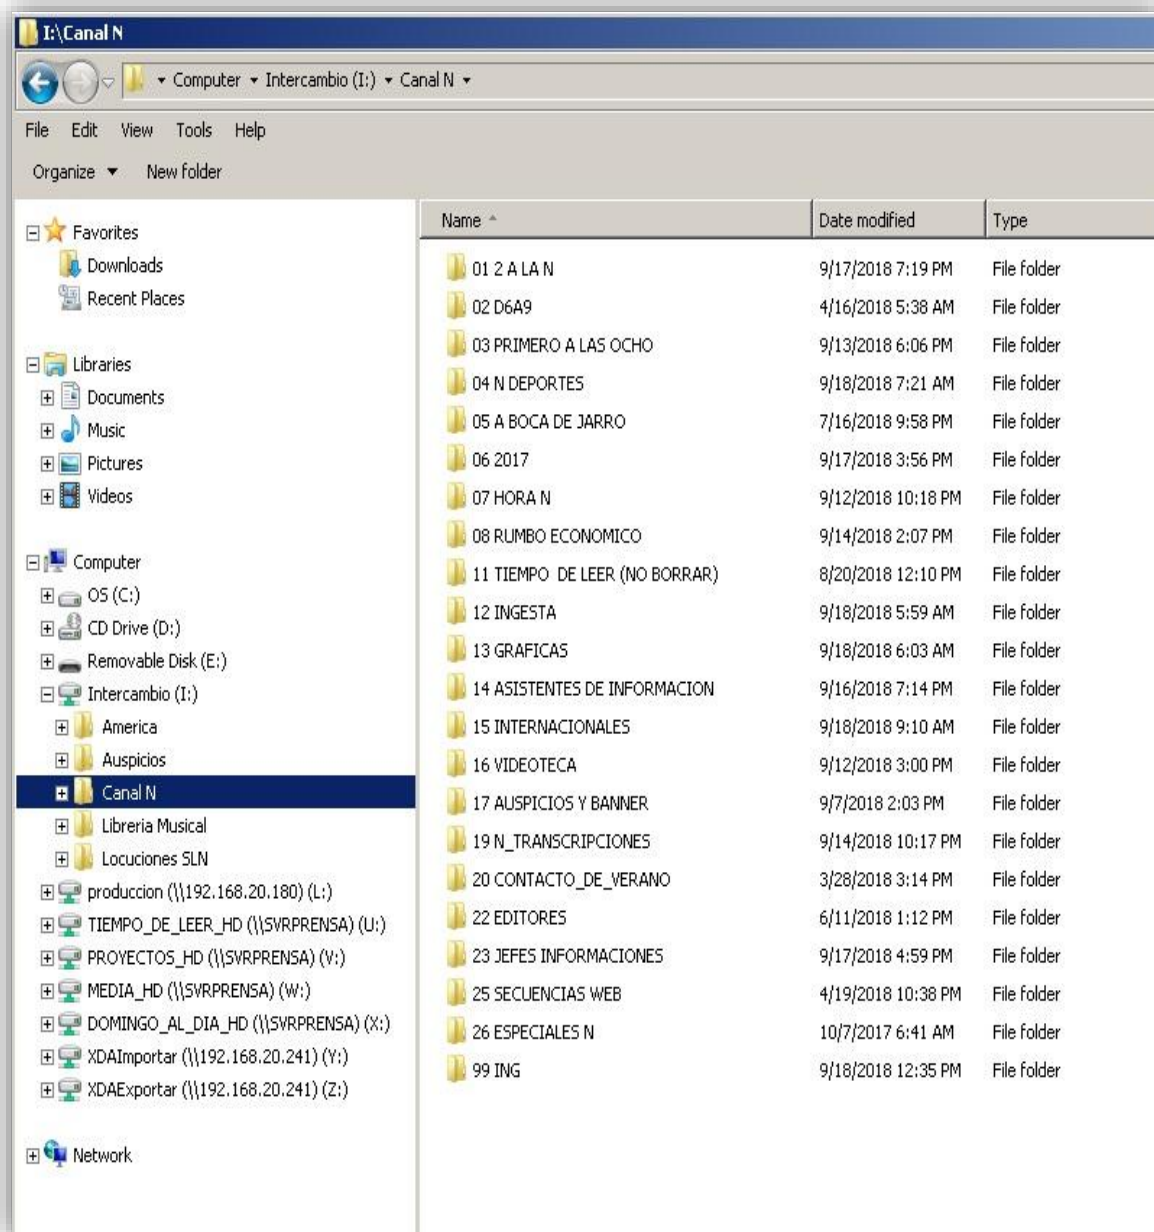 I:\Canal N
Computer Intercambio (I:) Canal N
File Edit View Tools Help
Organize New folder
Favorites
Downloads
Recent Places
Libraries
Documents
Music
Pictures
Videos
Computer
OS (C:)
CD Drive (D:)
Removable Disk (E:)
Intercambio (I:)
America
Auspicios
Canal N
Libreria Musical
Locuciones SLN
produccion (\\192.168.20.180) (L:)
TIEMPO_DE_LEER_HD (\\SVRPRENSA) (U:)
PROYECTOS_HD (\\SVRPRENSA) (V:)
MEDIA_HD (\\SVRPRENSA) (W:)
DOMINGO_AL_DIA_HD (\\SVRPRENSA) (X:)
XDAImportar (\\192.168.20.241) (Y:)
XDAExportar (\\192.168.20.241) (Z:)
Network
Name Date modified Type
01 2 A LA N 9/17/2018 7:19 PM File folder
02 D6A9 4/16/2018 5:38 AM File folder
03 PRIMERO A LAS OCHO 9/13/2018 6:06 PM File folder
04 N DEPORTES 9/18/2018 7:21 AM File folder
05 A BOCA DE JARRO 7/16/2018 9:58 PM File folder
06 2017 9/17/2018 3:56 PM File folder
07 HORA N 9/12/2018 10:18 PM File folder
08 RUMBO ECONOMICO 9/14/2018 2:07 PM File folder
11 TIEMPO  DE LEER (NO BORRAR) 8/20/2018 12:10 PM File folder
12 INGESTA 9/18/2018 5:59 AM File folder
13 GRAFICAS 9/18/2018 6:03 AM File folder
14 ASISTENTES DE INFORMACION 9/16/2018 7:14 PM File folder
15 INTERNACIONALES 9/18/2018 9:10 AM File folder
16 VIDEOTECA 9/12/2018 3:00 PM File folder
17 AUSPICIOS Y BANNER 9/7/2018 2:03 PM File folder
19 N_TRANSCRIPCIONES 9/14/2018 10:17 PM File folder
20 CONTACTO_DE_VERANO 3/28/2018 3:14 PM File folder
22 EDITORES 6/11/2018 1:12 PM File folder
23 JEFES INFORMACIONES 9/17/2018 4:59 PM File folder
25 SECUENCIAS WEB 4/19/2018 10:38 PM File folder
26 ESPECIALES N 10/7/2017 6:41 AM File folder
99 ING 9/18/2018 12:35 PM File folder